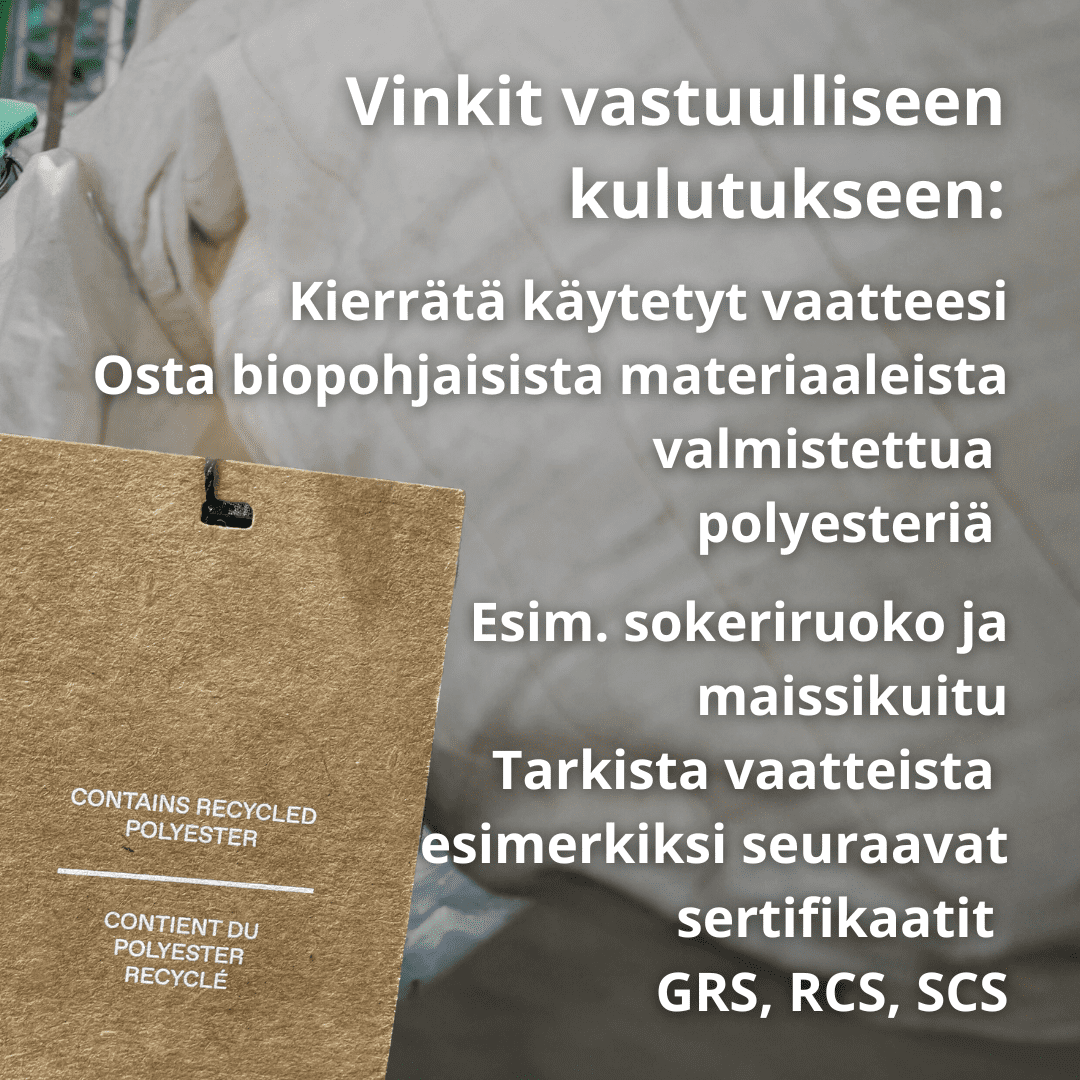 Vinkit vastuulliseen
kulutukseen:
Kierrätä käytetyt vaatteesi
Osta biopohjaisista materiaaleista
valmistettua
polyesteriä
Esim. sokeriruoko ja
maissikuitu
Tarkista vaatteista
esimerkiksi seuraavat
sertifikaatit
GRS, RCS, SCS
CONTAINS RECYCLED
POLYESTER
CONTIENT DU
POLYESTER
RECYCLÉ